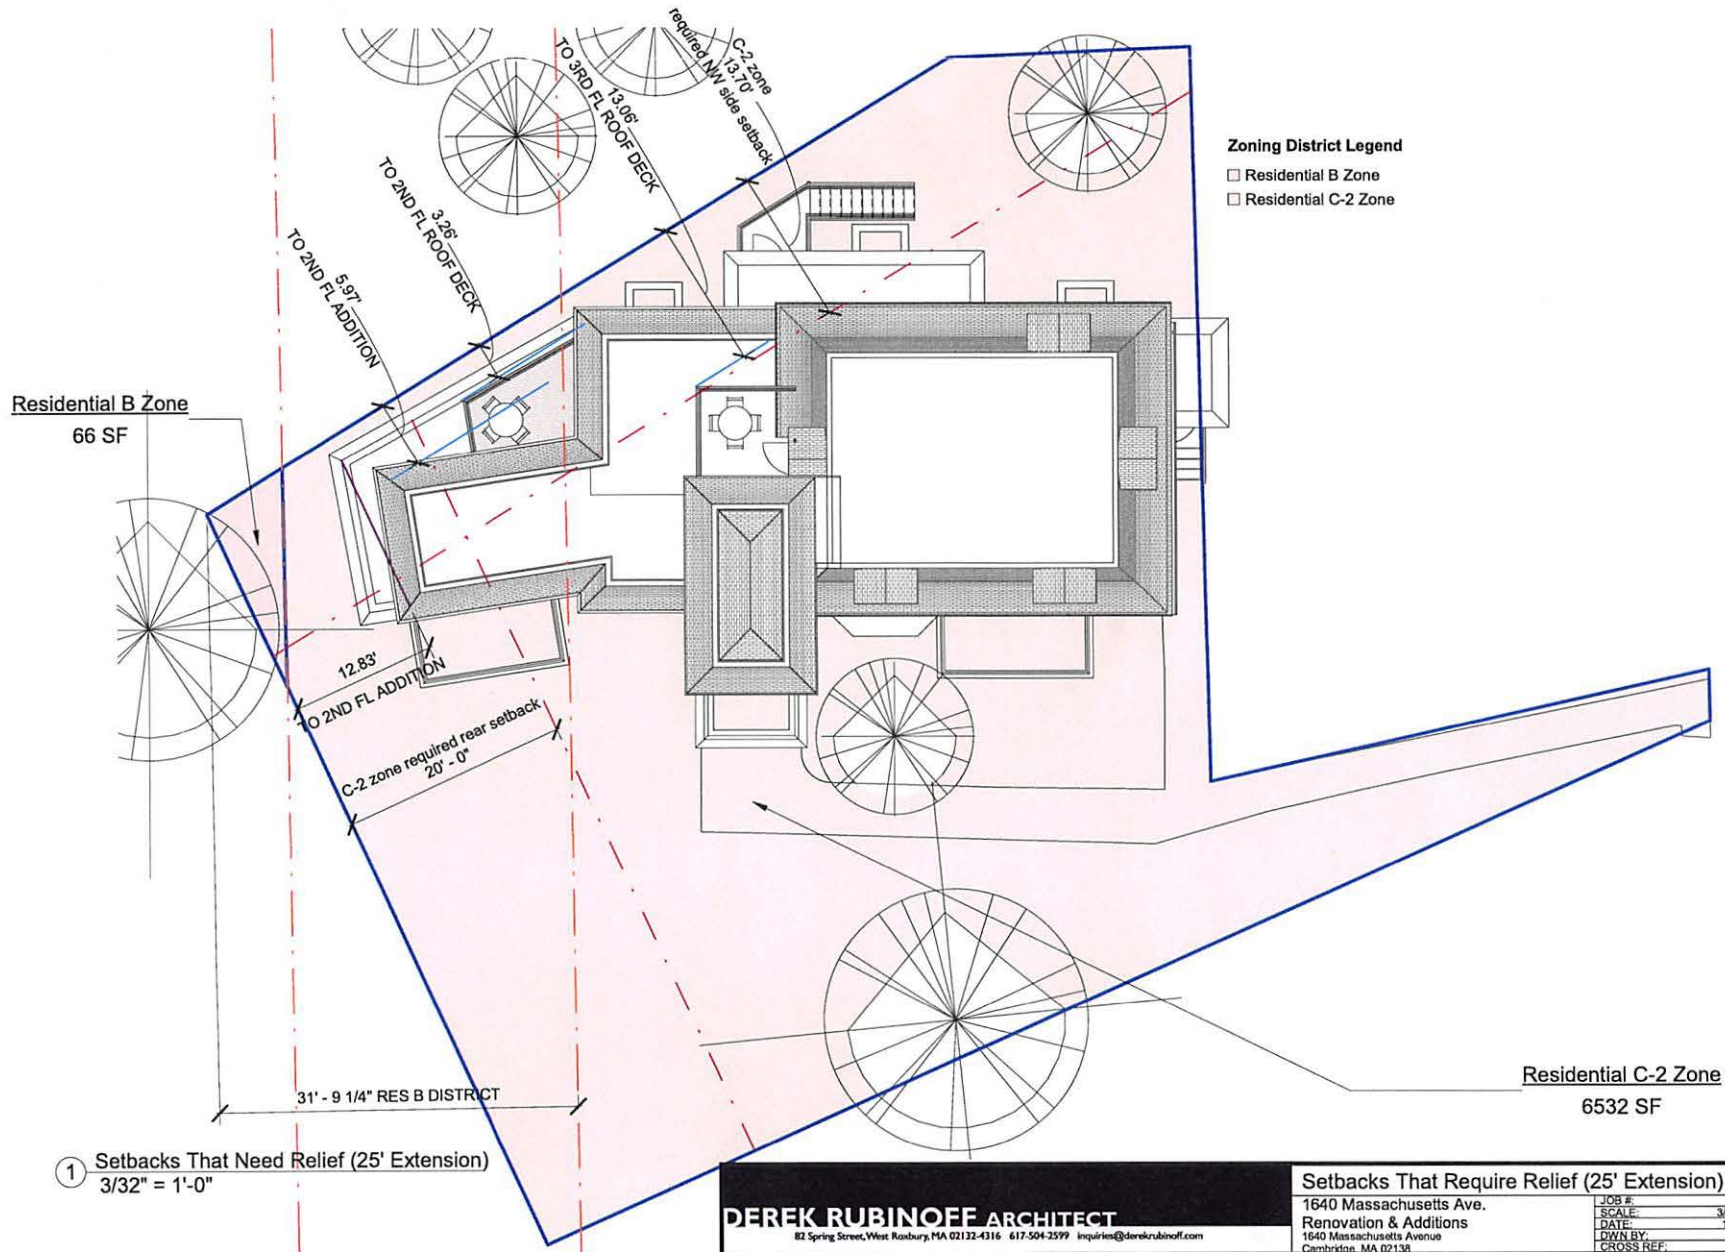 C-2 zone
13.70'
required NW side setback
13.06'
TO 3RD FL ROOF DECK
3.26'
TO 2ND FL ROOF DECK
5.97'
TO 2ND FL ADDITION
Zoning District Legend
Residential B Zone
Residential C-2 Zone
Residential B Zone
66 SF
12.83'
TO 2ND FL ADDITION
C-2 zone required rear setback
20' - 0"
31' - 9 1/4" RES B DISTRICT
Residential C-2 Zone
6532 SF
1 Setbacks That Need Relief (25' Extension)
3/32" = 1'-0"
DEREK RUBINOFF ARCHITECT
82 Spring Street, West Roxbury, MA 02132-4316 617-504-2599 inquiries@derekrubinoff.com
Setbacks That Require Relief (25' Extension)
1640 Massachusetts Ave.
Renovation & Additions
1640 Massachusetts Avenue
Cambridge, MA 02138
JOB #:
SCALE:
DATE:
DWN BY:
CROSS REF: